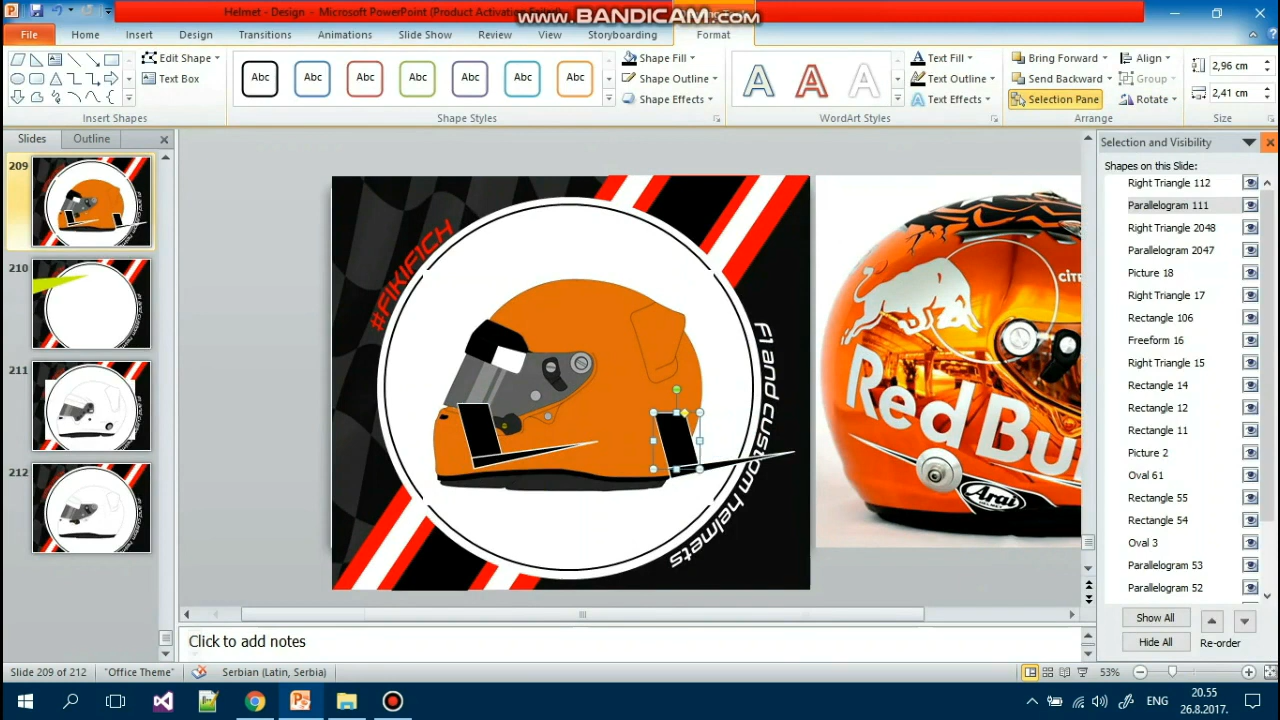 Helmet - Design - Microsoft PowerPoint (Product Activation Failed)
www.BANDICAM.com
File
Home
Insert
Design
Transitions
Animations
Slide Show
Review
View
Storyboarding
Format
Edit Shape
Text Box
Insert Shapes
Abc
Abc
Abc
Abc
Abc
Abc
Abc
Shape Fill
Shape Outline
Shape Effects
Shape Styles
A
A
A
Text Fill
Text Outline
Text Effects
WordArt Styles
Bring Forward
Send Backward
Selection Pane
Align
Group
Rotate
Arrange
2,96 cm
2,41 cm
Size
Slides
Outline
209
210
211
212
#FIKIF1CH
F1 and custom helmets
CITR
Red Bu
Arai
HELMET
Selection and Visibility
Shapes on this Slide:
Right Triangle 112
Parallelogram 111
Right Triangle 2048
Parallelogram 2047
Picture 18
Right Triangle 17
Rectangle 106
Freeform 16
Right Triangle 15
Rectangle 14
Rectangle 12
Rectangle 11
Picture 2
Oval 61
Rectangle 55
Rectangle 54
Oval 3
Parallelogram 53
Parallelogram 52
Show All
Hide All
Re-order
Click to add notes
Slide 209 of 212
"Office Theme"
Serbian (Latin, Serbia)
53%
ENG
20.55
26.8.2017.